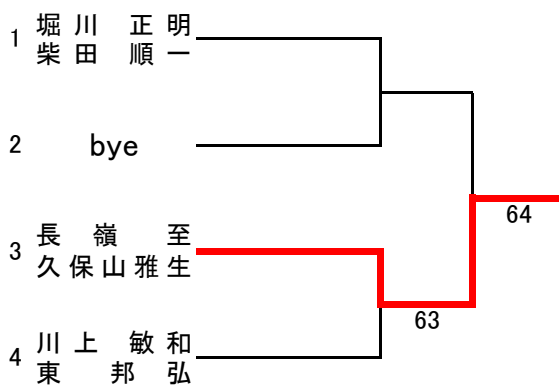 1 堀川 正明
柴田 順一
2 bye
3 長嶺 至
久保山雅生
4 川上 敏和
東 邦弘
63
64